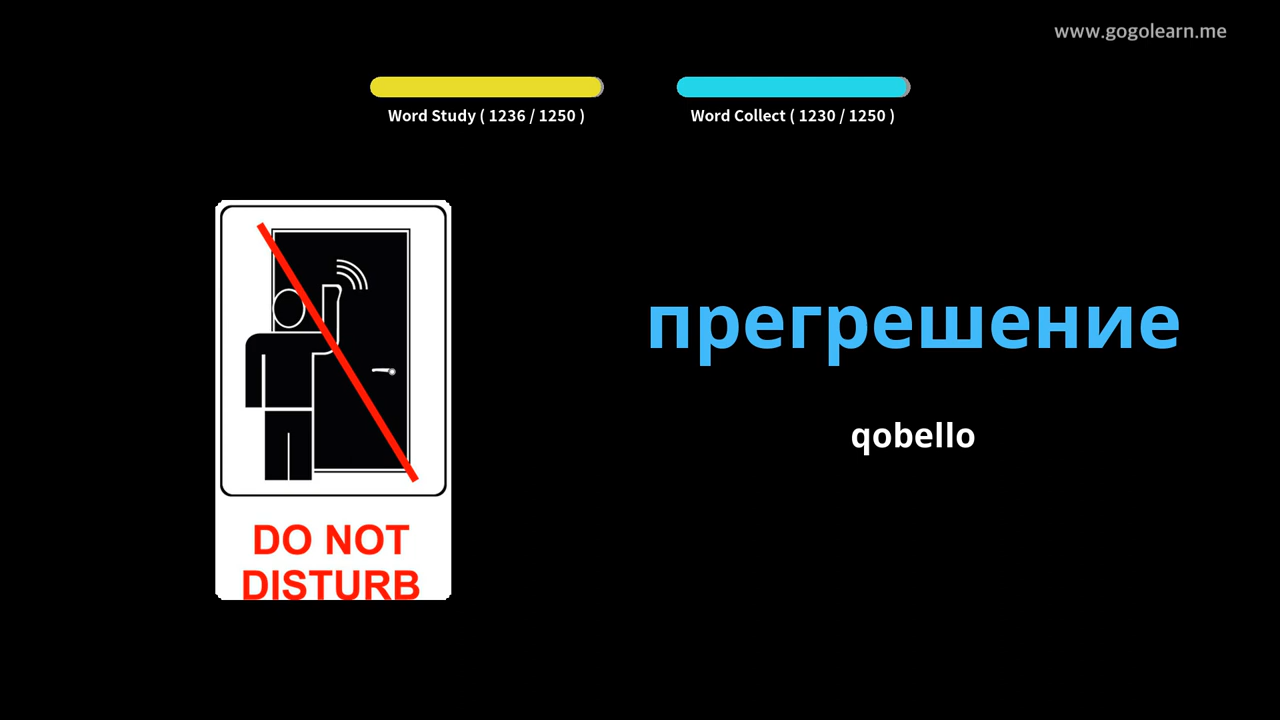 www.gogolearn.me
Word Study ( 1236 / 1250 )
Word Collect ( 1230 / 1250 )
прегрешение
qobello
DO NOT
DISTURB